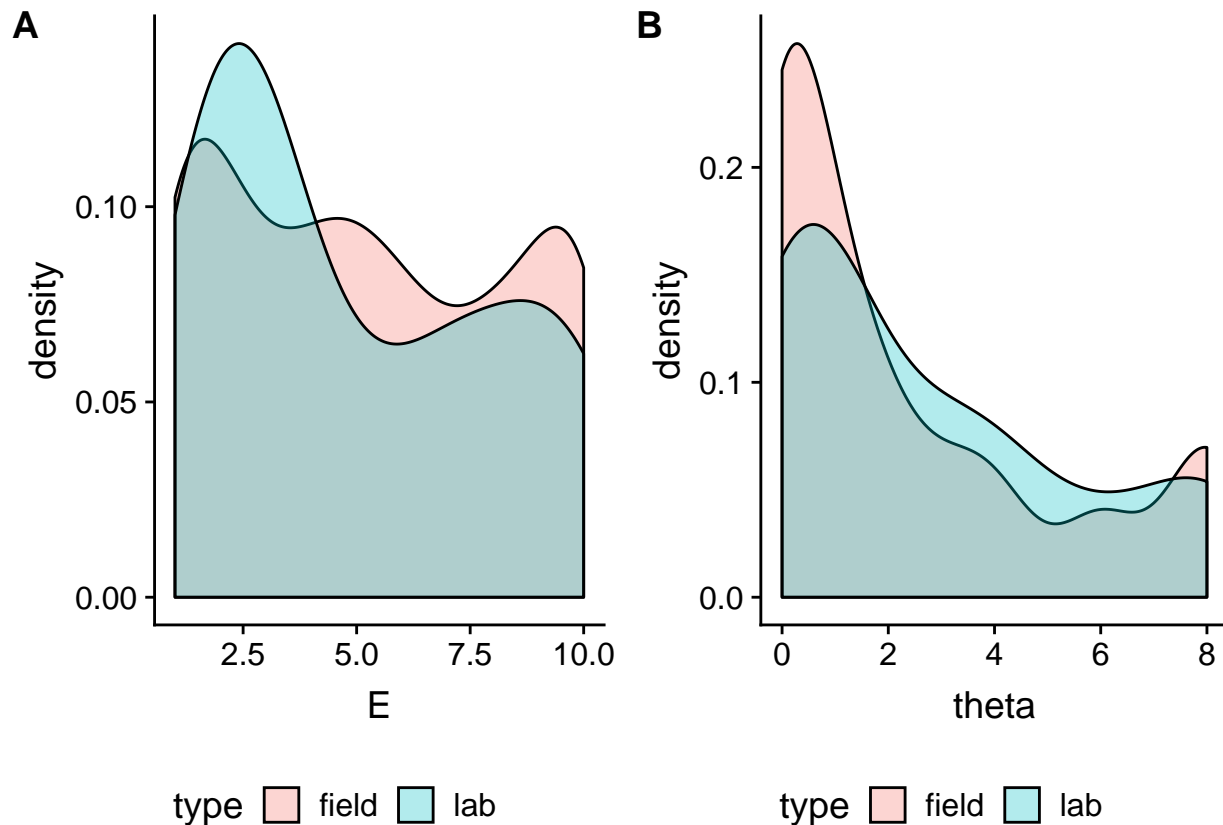 A
density
0.10
0.05
0.00
2.5 5.0 7.5 10.0
E
type field lab
B
density
0.2
0.1
0.0
0 2 4 6 8
theta
type field lab